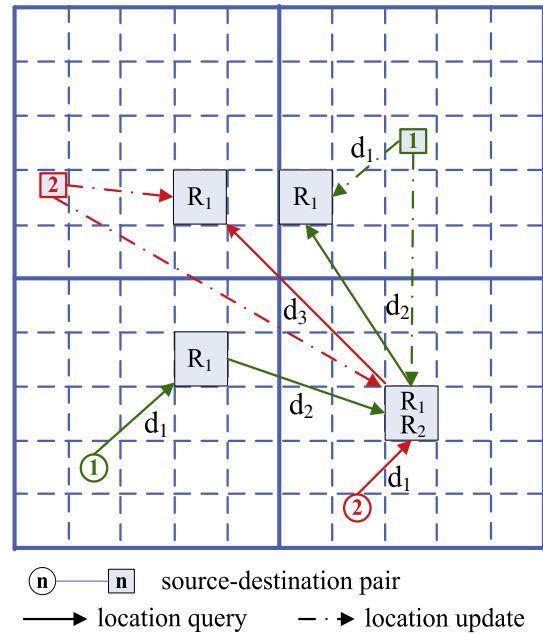 1
d₁
2
R₁
R₁
d₃
d₂
R₁
d₂
R₁
R₂
d₁
1
d₁
2
n n source-destination pair
location query location update